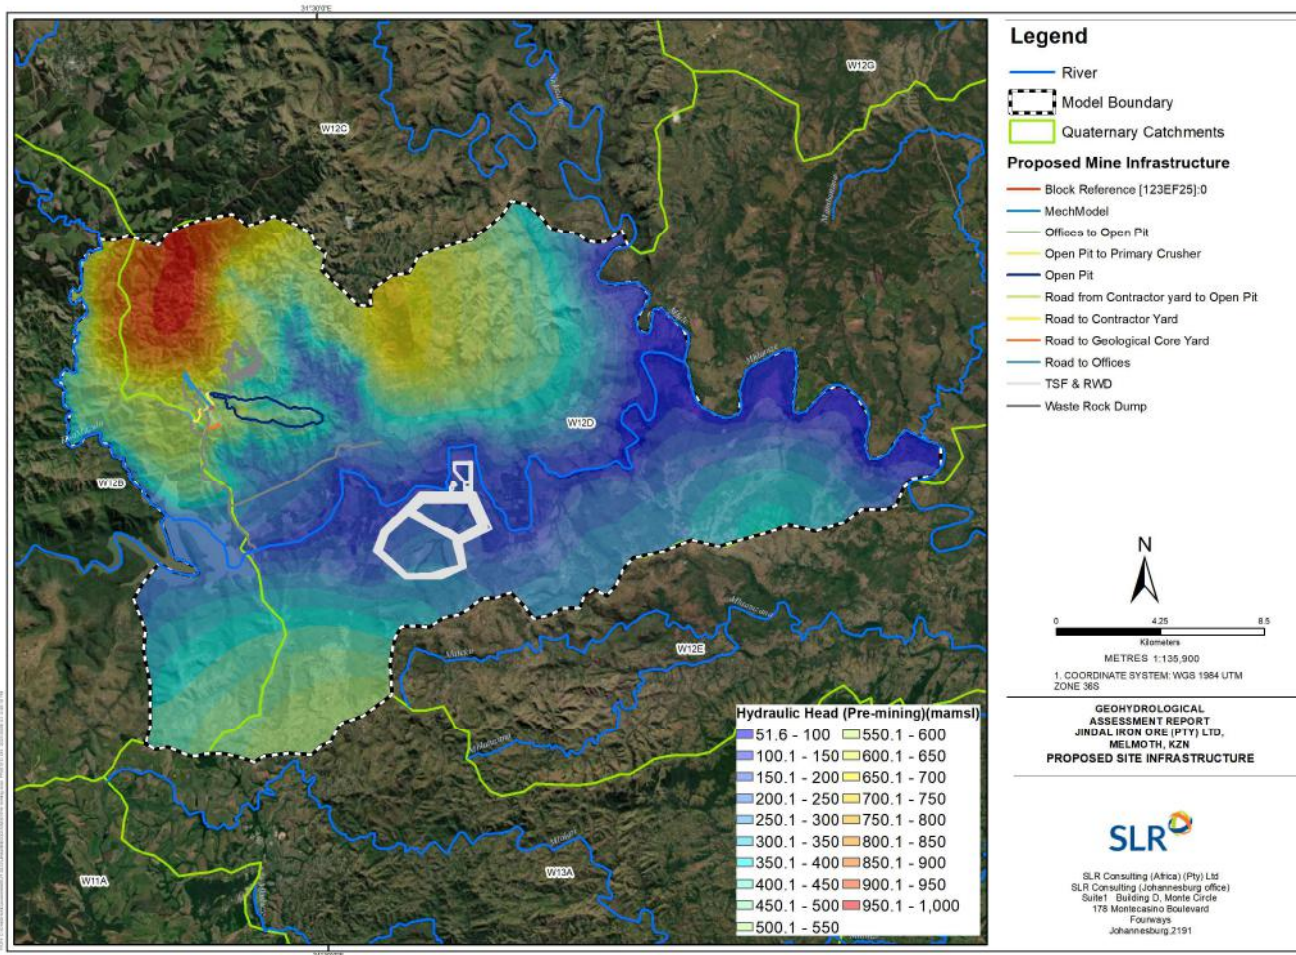 31°30'0"E
W12G
W12C
W12D
W12B
W12E
W11A
W13A
Legend
River
Model Boundary
Quaternary Catchments
Proposed Mine Infrastructure
Block Reference [123EF25]:0
MechModel
Offices to Open Pit
Open Pit to Primary Crusher
Open Pit
Road from Contractor yard to Open Pit
Road to Contractor Yard
Road to Geological Core Yard
Road to Offices
TSF & RWD
Waste Rock Dump
N
0 4.25 8.5
Kilometers
METRES 1:135,900
1. COORDINATE SYSTEM: WGS 1984 UTM
ZONE 36S
GEOHYDROLOGICAL
ASSESSMENT REPORT
JINDAL IRON ORE (PTY) LTD,
MELMOTH, KZN
PROPOSED SITE INFRASTRUCTURE
SLR
SLR Consulting (Africa) (Pty) Ltd
SLR Consulting (Johannesburg office)
Suite1 Building D, Monte Circle
178 Montecasino Boulevard
Fourways
Johannesburg,2191
Hydraulic Head (Pre-mining)(mamsl)
51.6 - 100 550.1 - 600
100.1 - 150 600.1 - 650
150.1 - 200 650.1 - 700
200.1 - 250 700.1 - 750
250.1 - 300 750.1 - 800
300.1 - 350 800.1 - 850
350.1 - 400 850.1 - 900
400.1 - 450 900.1 - 950
450.1 - 500 950.1 - 1,000
500.1 - 550